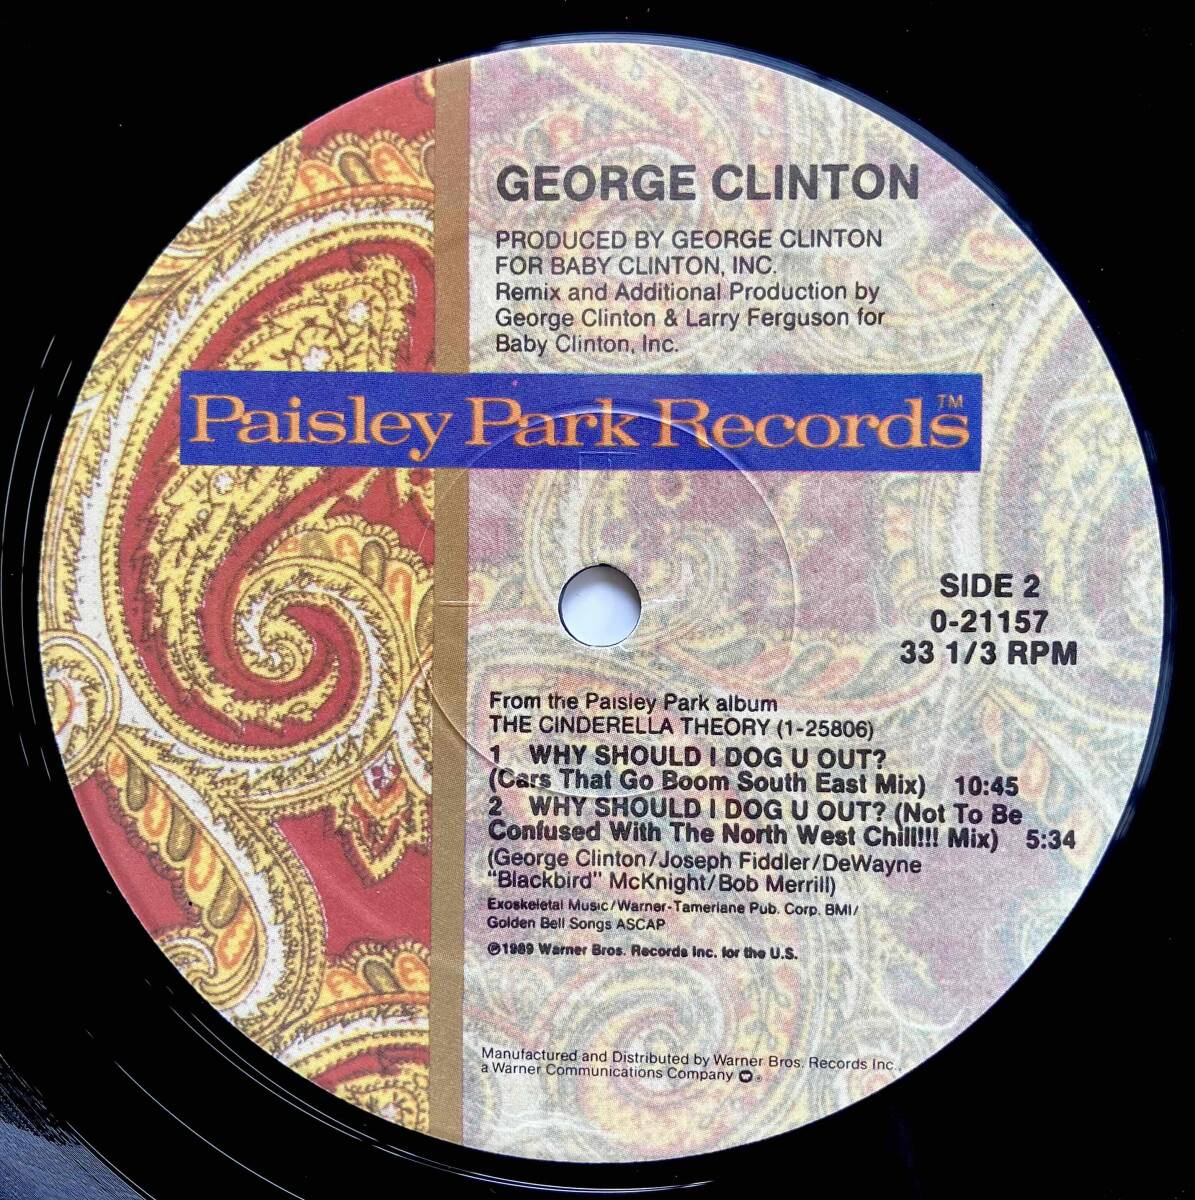 GEORGE CLINTON
PRODUCED BY GEORGE CLINTON
FOR BABY CLINTON, INC.
Remix and Additional Production by
George Clinton & Larry Ferguson for
Baby Clinton, Inc.
Paisley Park Records™
SIDE 2
0-21157
33 1/3 RPM
From the Paisley Park album
THE CINDERELLA THEORY (1-25806)
1 WHY SHOULD I DOG U OUT?
(Cars That Go Boom South East Mix) 10:45
2 WHY SHOULD I DOG U OUT? (Not To Be
Confused With The North West Chill!!! Mix) 5:34
(George Clinton/Joseph Fiddler/DeWayne
"Blackbird" McKnight/Bob Merrill)
Exoskeletal Music/Warner-Tamerlane Pub. Corp. BMI/
Golden Bell Songs ASCAP
℗1989 Warner Bros. Records Inc. for the U.S.
Manufactured and Distributed by Warner Bros. Records Inc.,
a Warner Communications Company ®